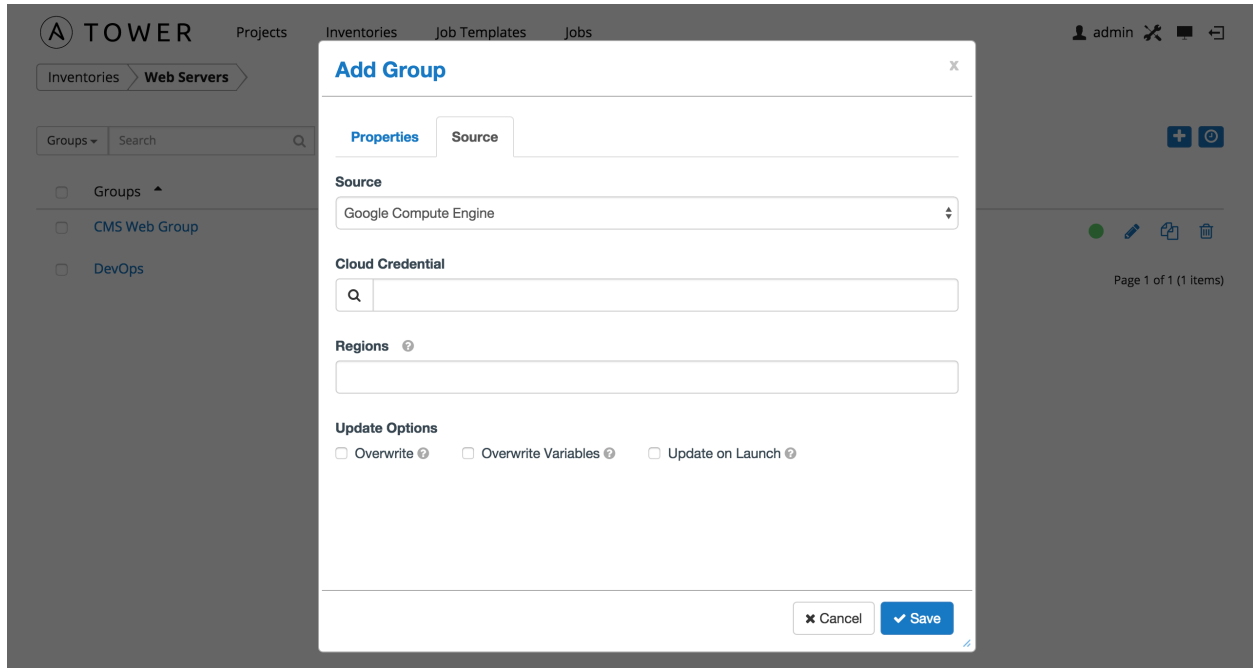 A TOWER Projects Inventories Job Templates Jobs admin
Inventories Web Servers
Add Group x
Properties Source
Groups Search
Source
Groups
Google Compute Engine
CMS Web Group
Cloud Credential
DevOps
Page 1 of 1 (1 items)
Regions ?
Update Options
Overwrite ? Overwrite Variables ? Update on Launch ?
Cancel Save